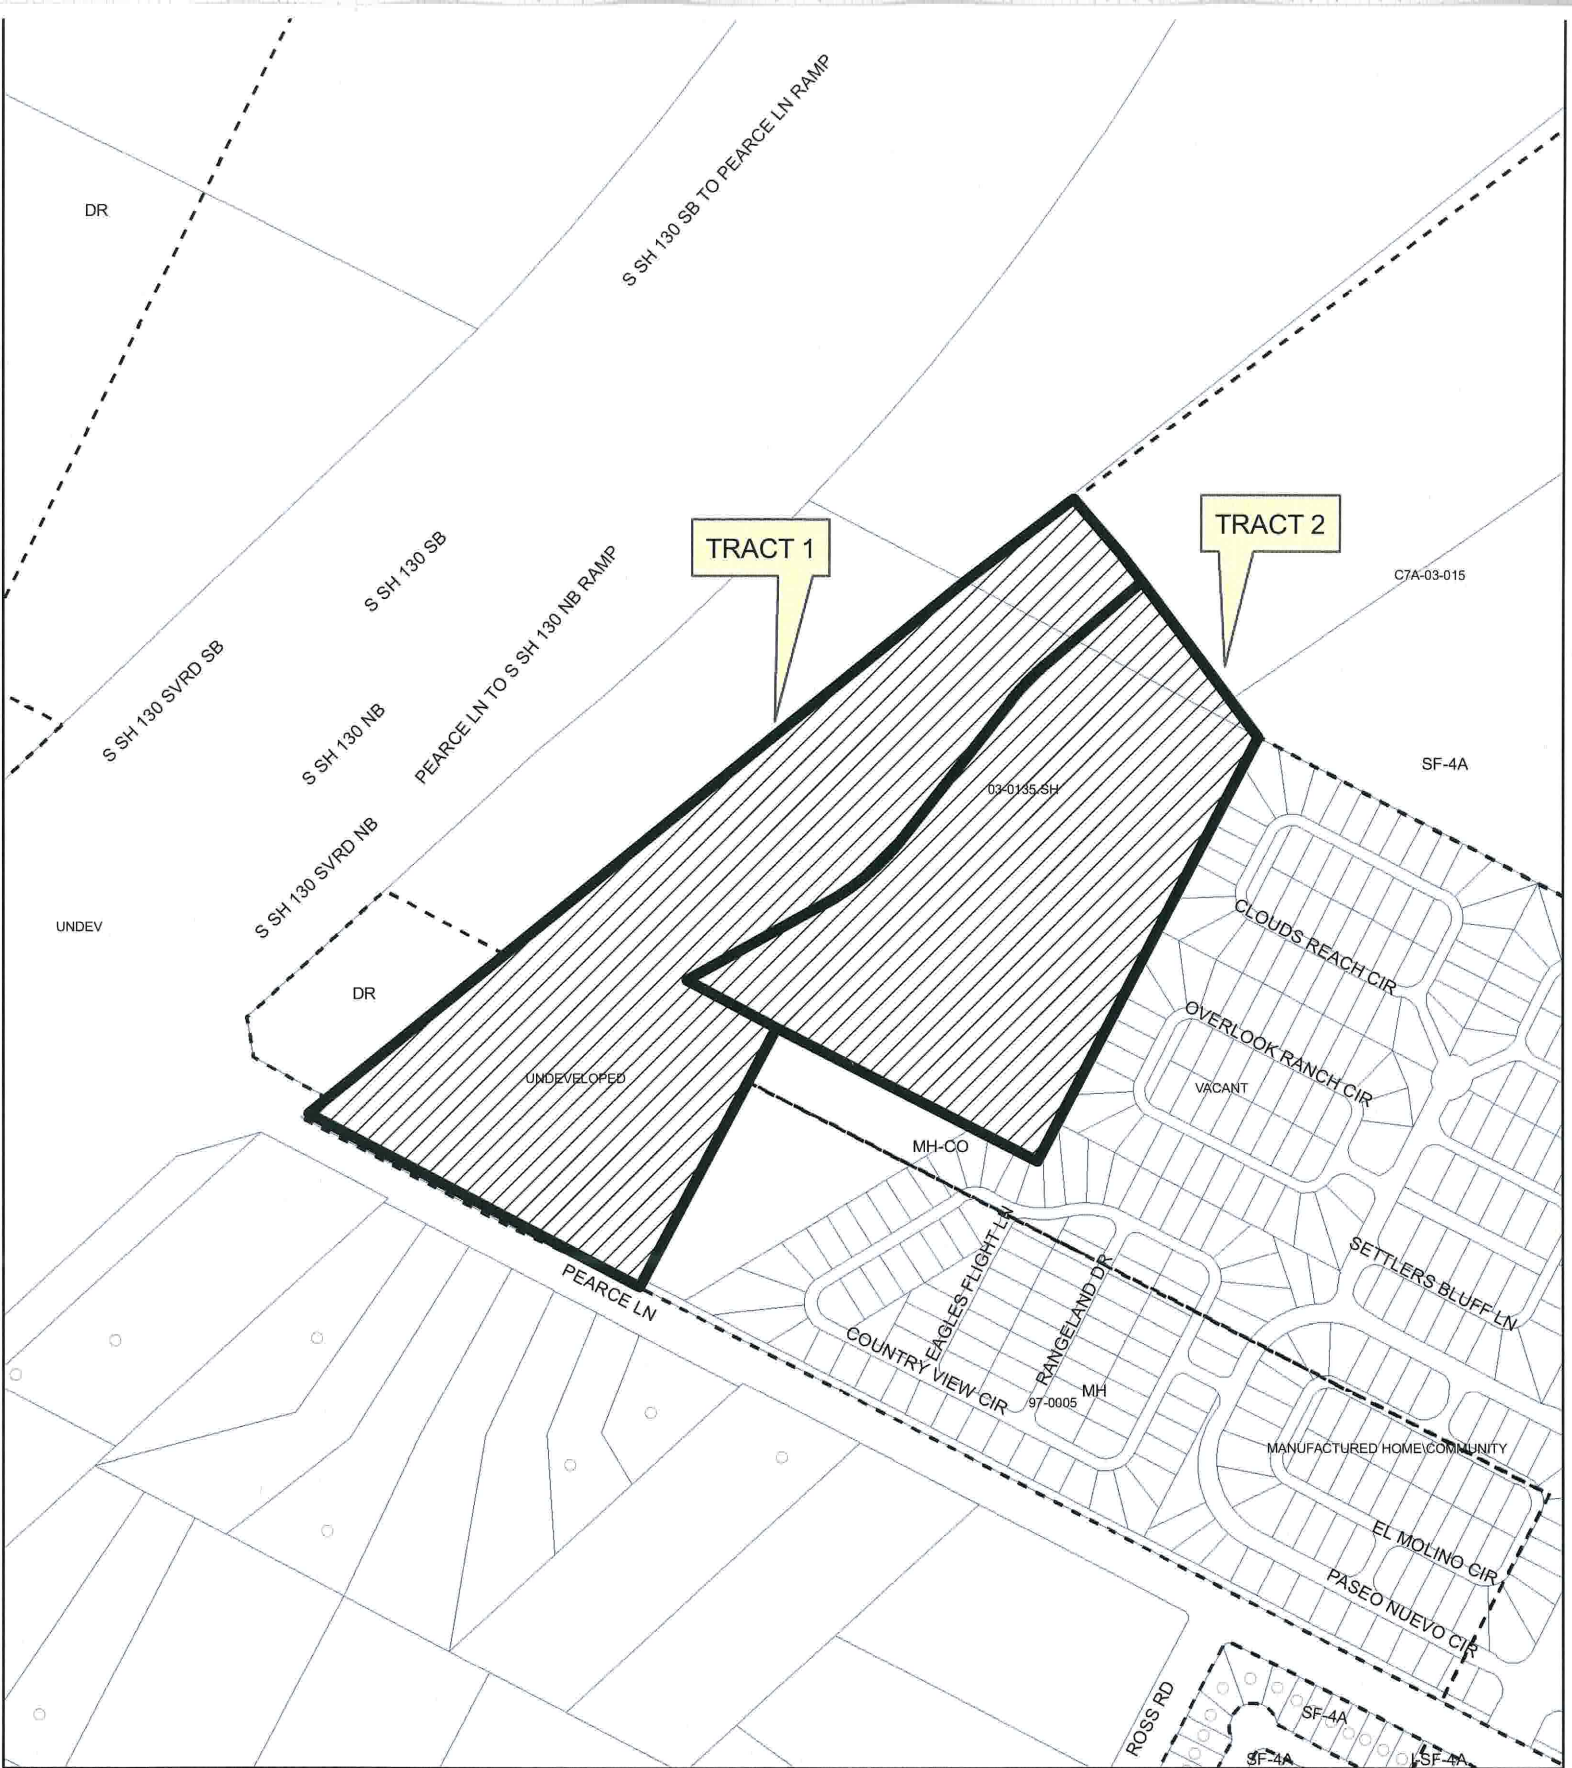 S SH 130 SB TO PEARCE LN RAMP
DR
TRACT 1
TRACT 2
S SH 130 SB
C7A-03-015
PEARCE LN TO S SH 130 NB RAMP
S SH 130 SVRD SB
S SH 130 NB
SF-4A
03-0135.SH
S SH 130 SVRD NB
UNDEV
CLOUDS REACH CIR
DR
OVERLOOK RANCH CIR
UNDEVELOPED
VACANT
MH-CO
EAGLES FLIGHT LN
SETTLERS BLUFF LN
PEARCE LN
RANGELAND DR
COUNTRY VIEW CIR
MH
97-0005
MANUFACTURED HOME\COMMUNITY
EL MOLINO CIR
PASEO NUEVO CIR
ROSS RD
SF-4A
SF-4A
I-SF-4A